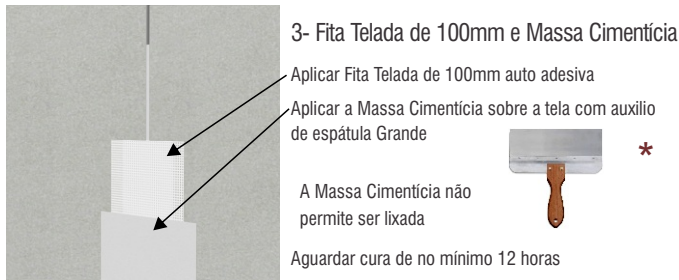 3- Fita Telada de 100mm e Massa Cimentícia
Aplicar Fita Telada de 100mm auto adesiva
Aplicar a Massa Cimentícia sobre a tela com auxilio
de espátula Grande
*
A Massa Cimentícia não
permite ser lixada
Aguardar cura de no mínimo 12 horas